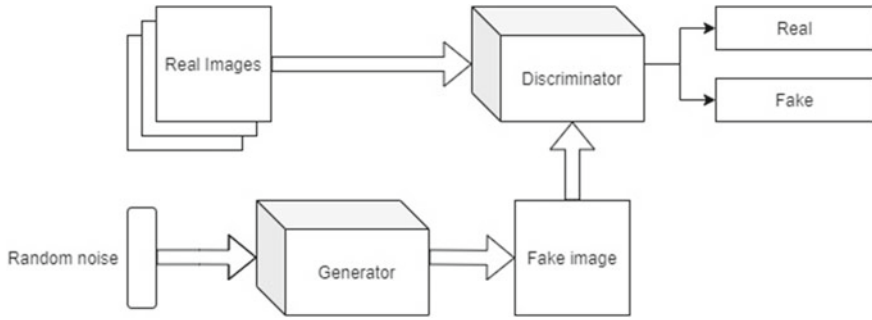 Real Images
Discriminator
Real
Fake
Random noise
Generator
Fake image